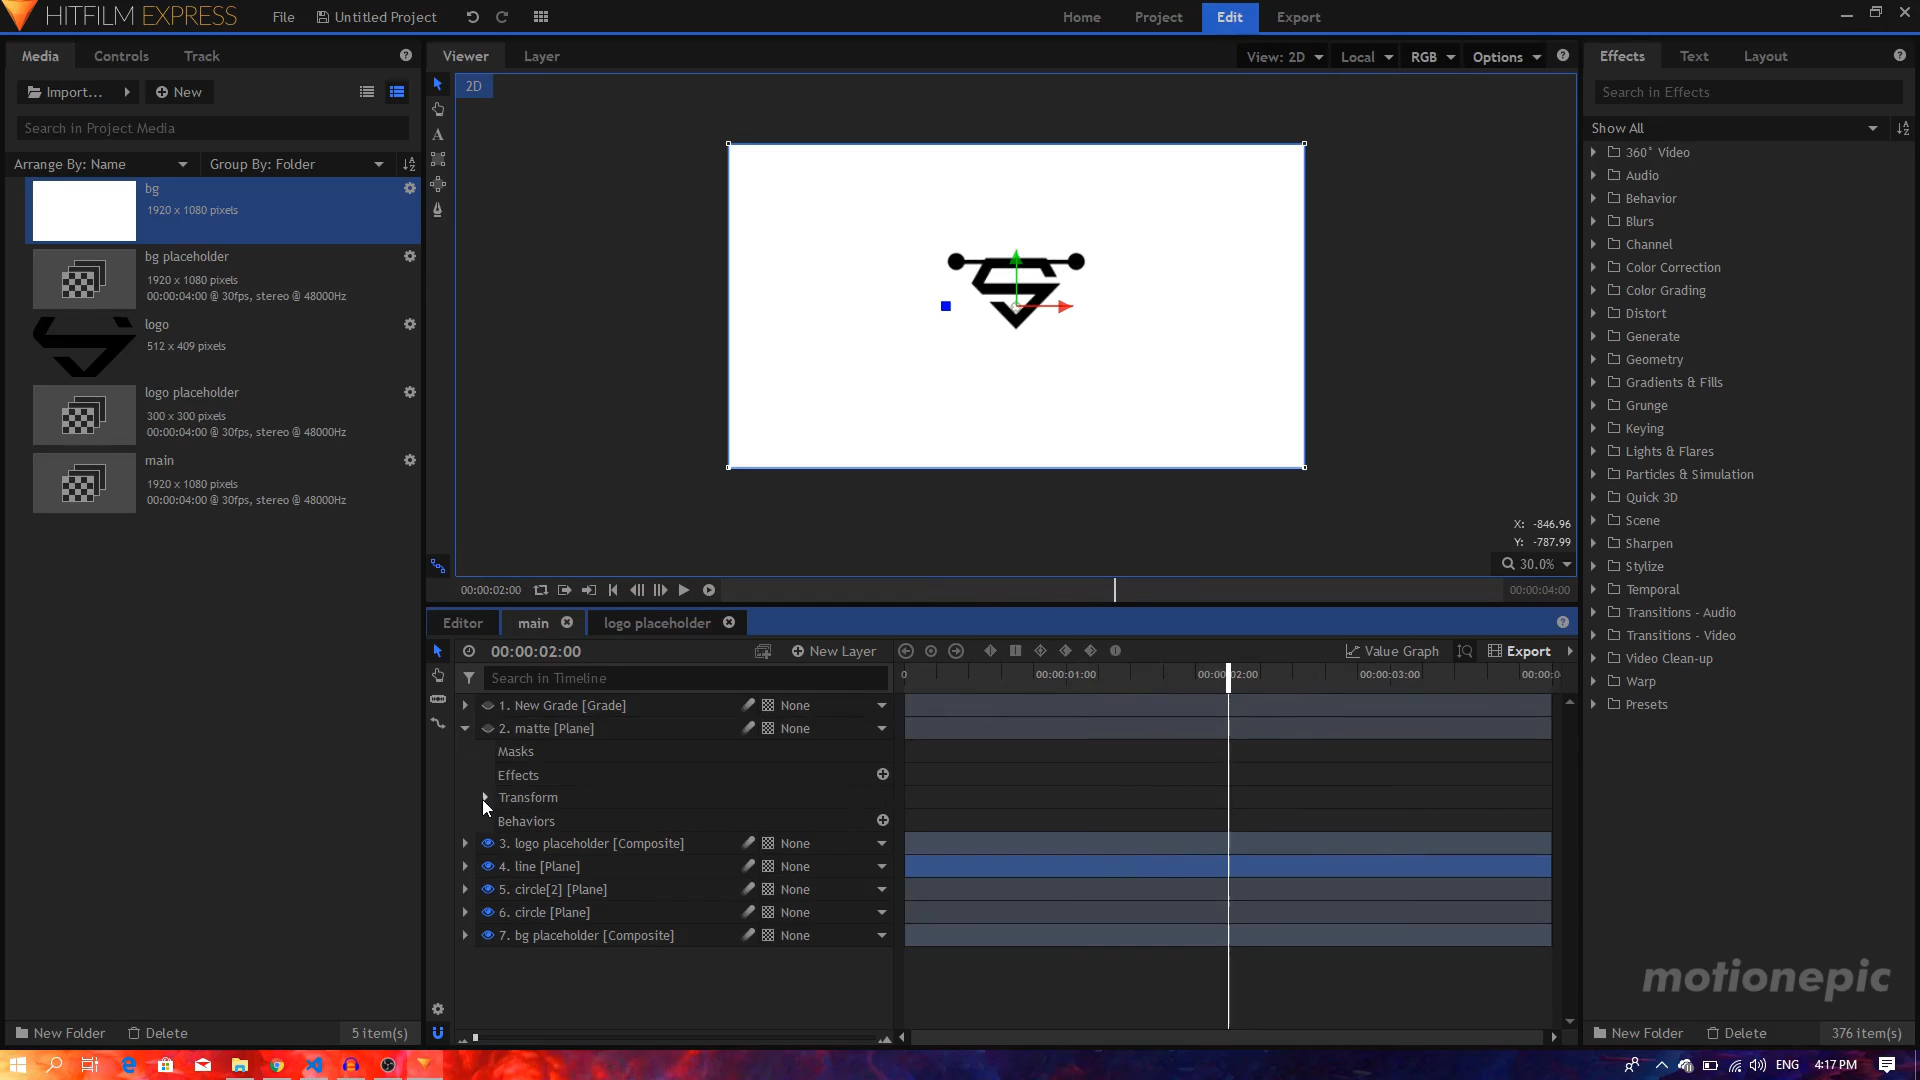 HITFILM EXPRESS
File
Untitled Project
Home
Project
Edit
Export
Media
Controls
Track
Import...
New
Search in Project Media
Arrange By: Name
Group By: Folder
bg
1920 x 1080 pixels
bg placeholder
1920 x 1080 pixels
00:00:04:00 @ 30fps, stereo @ 48000Hz
logo
512 x 409 pixels
logo placeholder
300 x 300 pixels
00:00:04:00 @ 30fps, stereo @ 48000Hz
main
1920 x 1080 pixels
00:00:04:00 @ 30fps, stereo @ 48000Hz
New Folder
Delete
5 item(s)
Viewer
Layer
View: 2D
Local
RGB
Options
2D
A
X: -846.96
Y: -787.99
30.0%
00:00:02:00
00:00:04:00
Editor
main
logo placeholder
00:00:02:00
New Layer
Value Graph
Export
Search in Timeline
0
00:00:01:00
00:00:02:00
00:00:03:00
00:00:0
1. New Grade [Grade]
None
2. matte [Plane]
None
Masks
Effects
Transform
Behaviors
3. logo placeholder [Composite]
None
4. line [Plane]
None
5. circle[2] [Plane]
None
6. circle [Plane]
None
7. bg placeholder [Composite]
None
Effects
Text
Layout
Search in Effects
Show All
360° Video
Audio
Behavior
Blurs
Channel
Color Correction
Color Grading
Distort
Generate
Geometry
Gradients & Fills
Grunge
Keying
Lights & Flares
Particles & Simulation
Quick 3D
Scene
Sharpen
Stylize
Temporal
Transitions - Audio
Transitions - Video
Video Clean-up
Warp
Presets
motionepic
New Folder
Delete
376 item(s)
ENG
4:17 PM